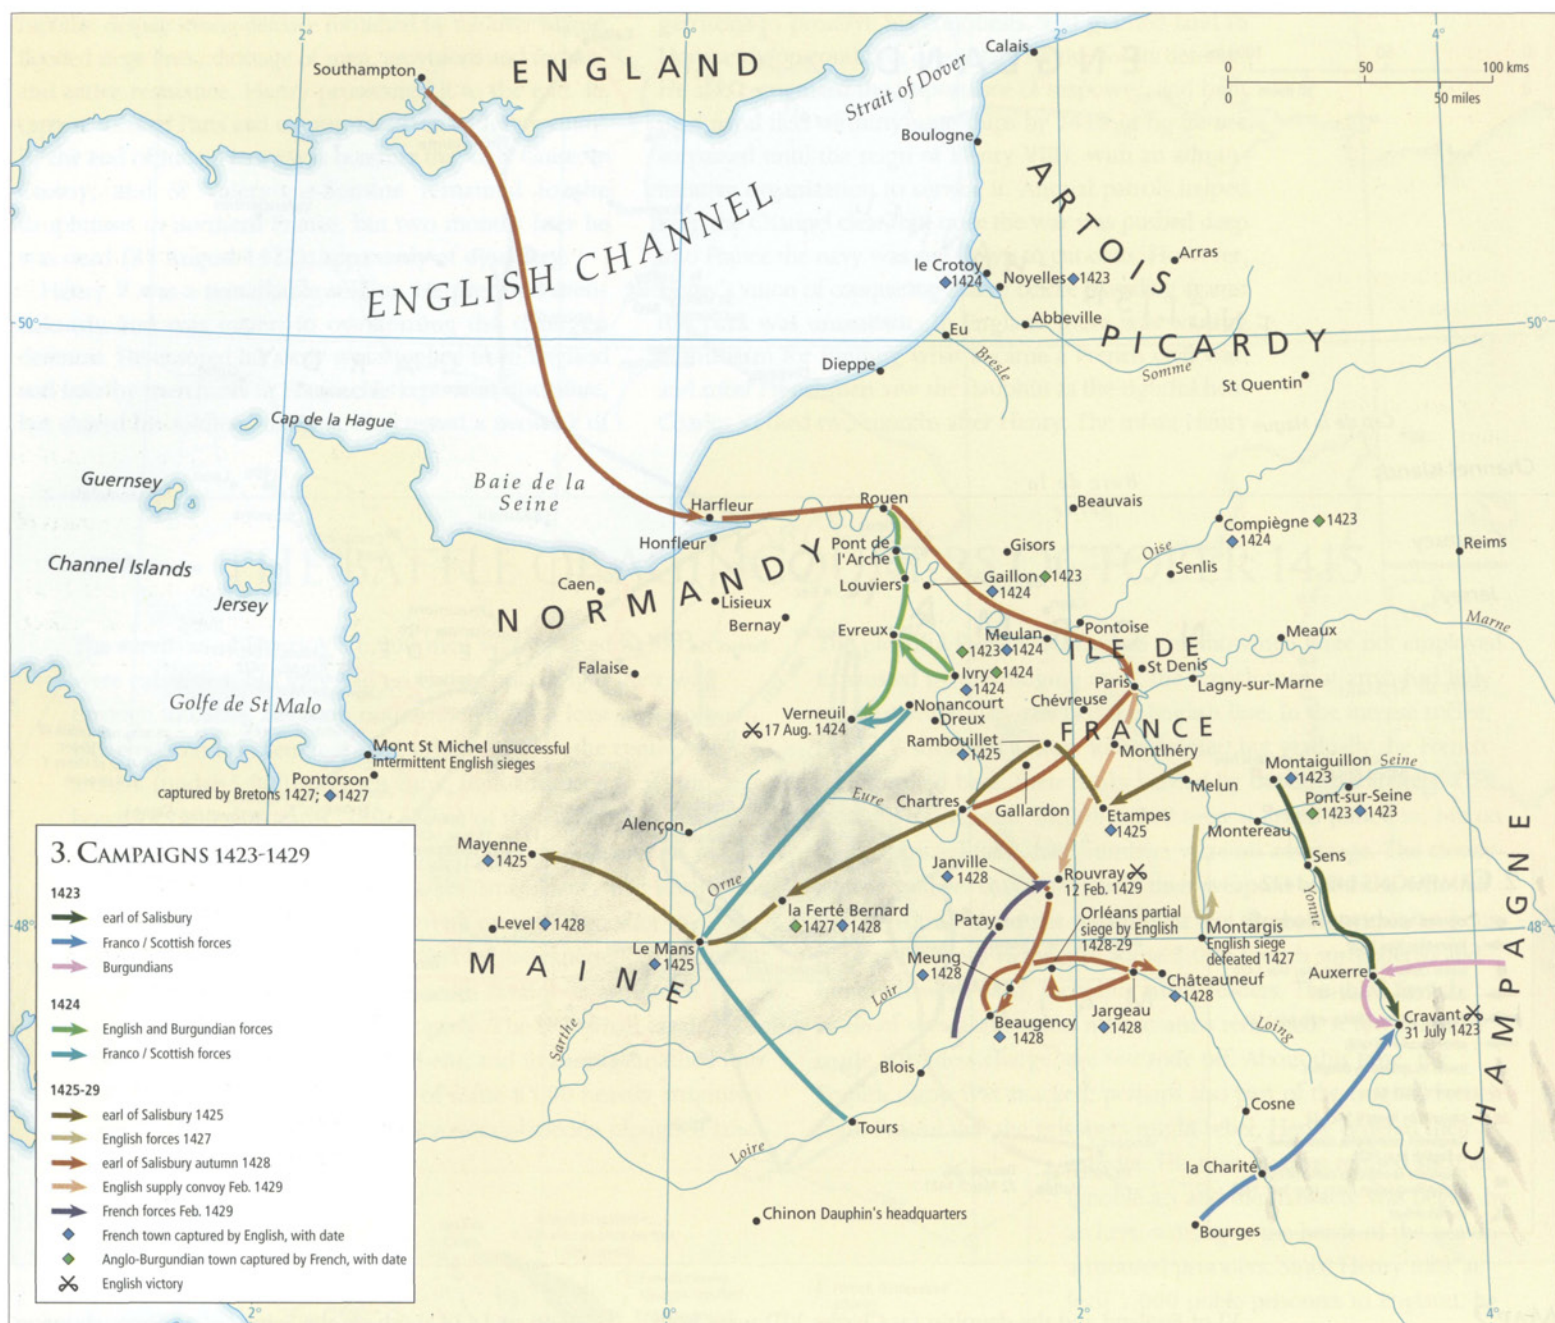 2°
0°
2°
4°
Southampton
ENGLAND
Calais
Strait of Dover
0
50
100 kms
0
50 miles
Boulogne
ENGLISH CHANNEL
ARTOIS
Arras
le Crotoy
1424
Noyelles
1423
50°
Abbeville
Eu
Bresle
PICARDY
50°
Dieppe
Somme
St Quentin
Cap de la Hague
Guernsey
Baie de la
Seine
Harfleur
Rouen
Beauvais
Compiègne
1423
1424
Honfleur
Pont de
l'Arche
Gisors
Oise
Reims
Channel Islands
Jersey
NORMANDY
Caen
Louviers
Gaillon
1423
1424
Senlis
Lisieux
Bernay
Evreux
Meulan
1423
1424
Pontoise
Meaux
Marne
ILE DE
FRANCE
Falaise
Ivry
1424
1424
St Denis
Paris
Lagny-sur-Marne
Golfe de St Malo
Verneuil
17 Aug. 1424
Nonancourt
Dreux
Chévreuse
Rambouillet
1425
Montlhéry
Mont St Michel unsuccessful
intermittent English sieges
Pontorson
captured by Bretons 1427;
1427
Montaiguillon
1423
Seine
Melun
Pont-sur-Seine
1423
1423
Eure
Chartres
Gallardon
Etampes
1425
Montereau
Alençon
Mayenne
1425
Janville
1428
Rouvray
12 Feb. 1429
Sens
Orne
Yonne
CHAMPAGNE
48°
Level
1428
la Ferté Bernard
1427
1428
Patay
Orléans partial
siege by English
1428-29
Montargis
English siege
defeated 1427
48°
Le Mans
1425
MAINE
Meung
1428
Loir
Châteauneuf
1428
Auxerre
Sarthe
Beaugency
1428
Jargeau
1428
Loing
Cravant
31 July 1423
Blois
Cosne
Tours
Loire
la Charité
Chinon Dauphin's headquarters
Bourges
2°
0°
2°
4°
3. CAMPAIGNS 1423-1429
1423
earl of Salisbury
Franco / Scottish forces
Burgundians
1424
English and Burgundian forces
Franco / Scottish forces
1425-29
earl of Salisbury 1425
English forces 1427
earl of Salisbury autumn 1428
English supply convoy Feb. 1429
French forces Feb. 1429
French town captured by English, with date
Anglo-Burgundian town captured by French, with date
English victory